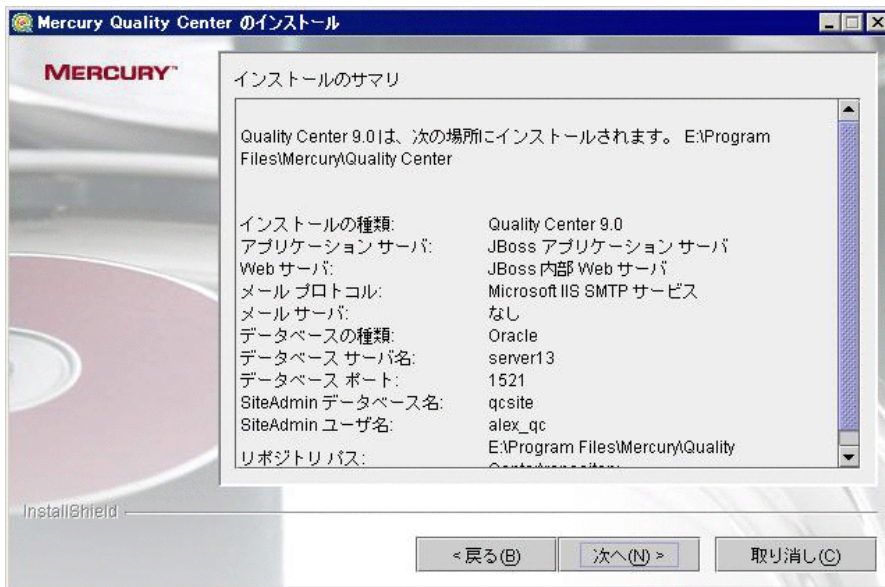 Mercury Quality Center のインストール
MERCURY™
インストールのサマリ
Quality Center 9.0は、次の場所にインストールされます。 E:\Program
Files\Mercury\Quality Center
インストールの種類: Quality Center 9.0
アプリケーション サーバ: JBoss アプリケーション サーバ
Web サーバ: JBoss 内部 Web サーバ
メール プロトコル: Microsoft IIS SMTP サービス
メール サーバ: なし
データベースの種類: Oracle
データベース サーバ名: server13
データベース ポート: 1521
SiteAdmin データベース名: qcsite
SiteAdmin ユーザ名: alex_qc
リポジトリ パス: E:\Program Files\Mercury\Quality
InstallShield
<戻る(B)
次へ(N) >
取り消し(C)